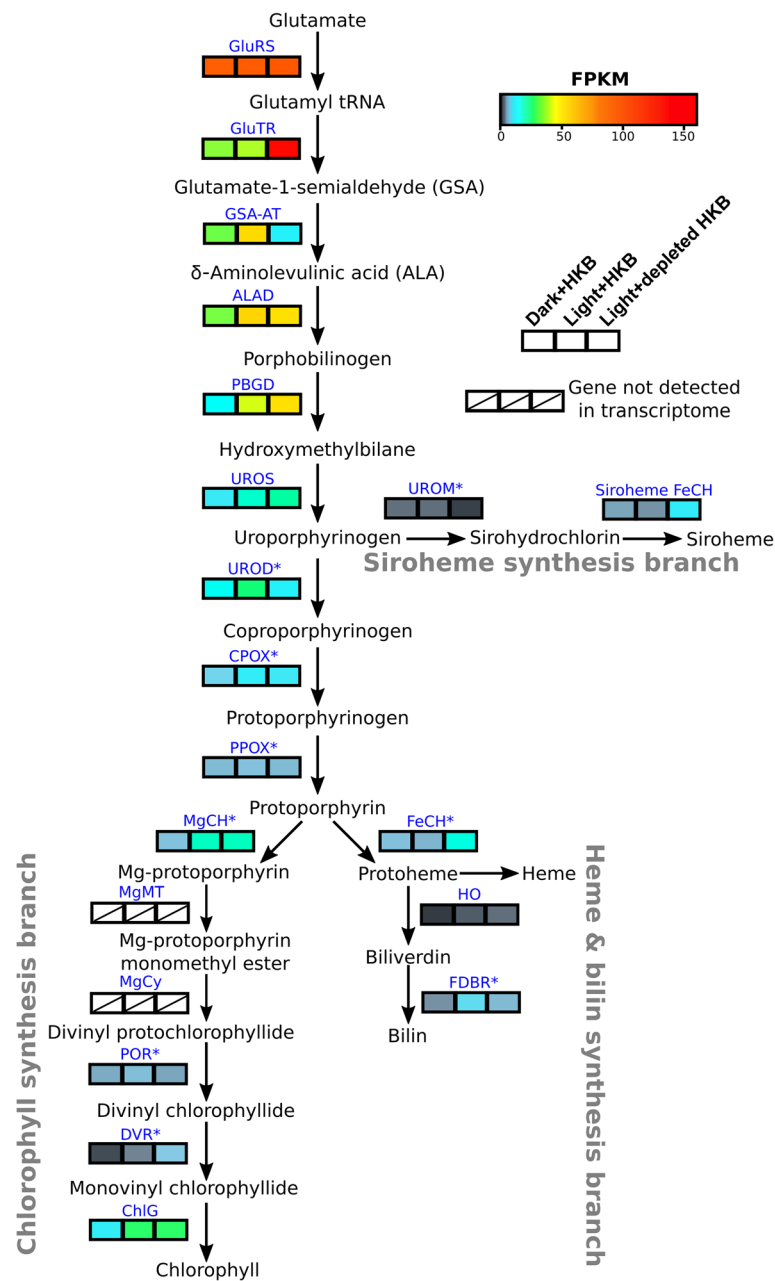 Glutamate
GluRS
FPKM
0 50 100 150
Glutamyl tRNA
GluTR
Glutamate-1-semialdehyde (GSA)
GSA-AT
Dark+HKB
Light+HKB
Light+depleted HKB
δ-Aminolevulinic acid (ALA)
ALAD
Porphobilinogen
PBGD
Gene not detected
in transcriptome
Hydroxymethylbilane
UROS
UROM*
Siroheme FeCH
Uroporphyrinogen
Sirohydrochlorin
Siroheme
Siroheme synthesis branch
UROD*
Coproporphyrinogen
CPOX*
Protoporphyrinogen
PPOX*
Protoporphyrin
MgCH*
FeCH*
Mg-protoporphyrin
Protoheme
Heme
MgMT
HO
Mg-protoporphyrin
monomethyl ester
Biliverdin
MgCy
FDBR*
Divinyl protochlorophyllide
Bilin
POR*
Divinyl chlorophyllide
DVR*
Monovinyl chlorophyllide
ChlG
Chlorophyll
Chlorophyll synthesis branch
Heme & bilin synthesis branch